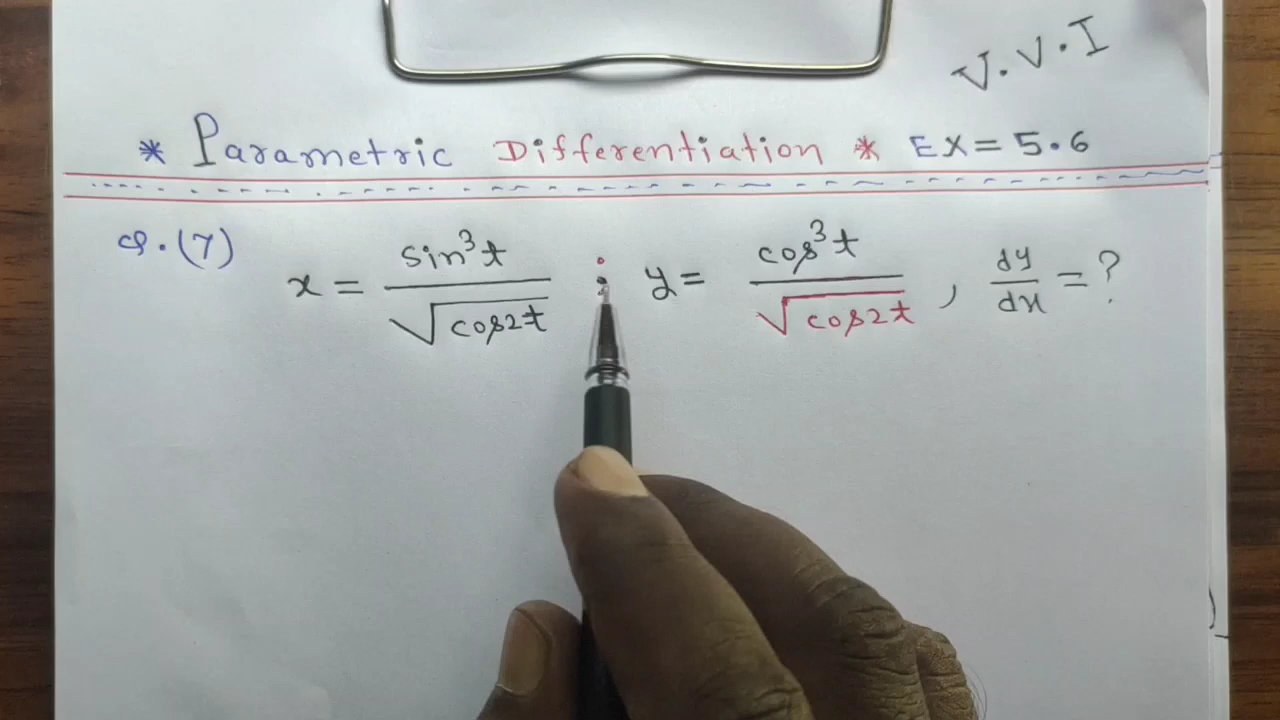 V.V.I
* Parametric Differentiation * EX = 5.6
Q.(7) x = sin³t / √cos2t ; y = cos³t / √cos2t , dy/dx = ?